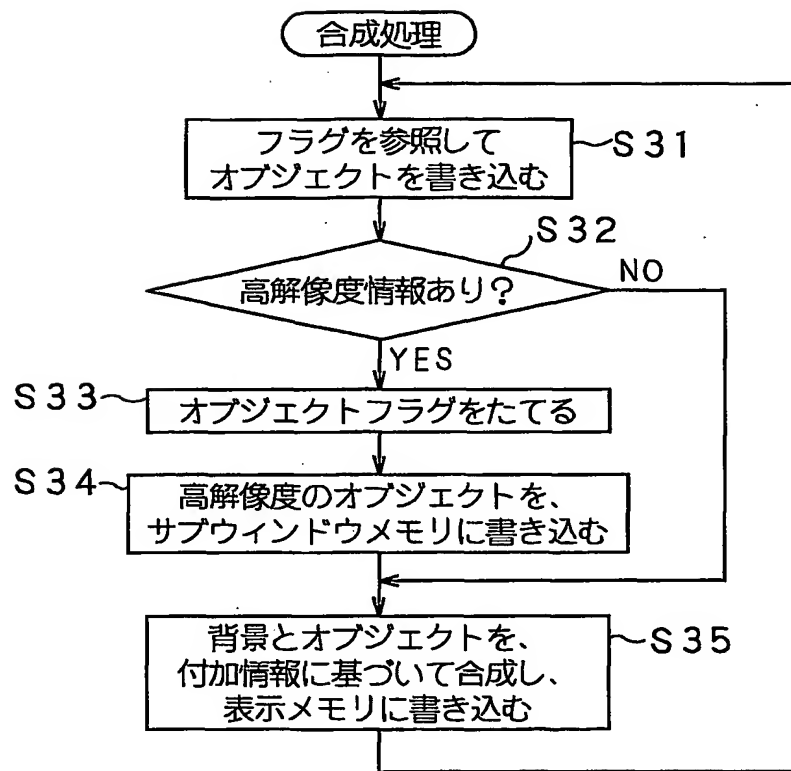 合成処理
フラグを参照して
オブジェクトを書き込む
S31
S32
高解像度情報あり?
NO
YES
S33
オブジェクトフラグをたてる
S34
高解像度のオブジェクトを、
サブウィンドウメモリに書き込む
背景とオブジェクトを、
付加情報に基づいて合成し、
表示メモリに書き込む
S35